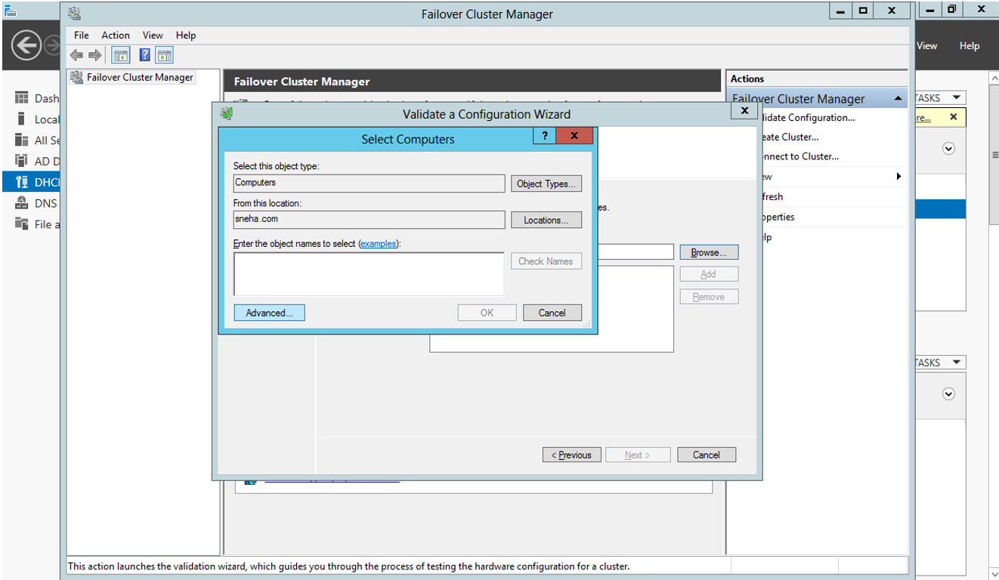 Failover Cluster Manager
File Action View Help
View Help
Failover Cluster Manager
Failover Cluster Manager
Actions
Failover Cluster Manager
Validate a Configuration Wizard
Select Computers
?
Select this object type:
Computers
Object Types...
From this location:
sneha .com
Locations...
Enter the object names to select (examples):
Check Names
Advanced...
OK
Cancel
Browse...
Add
Remove
< Previous
Next >
Cancel
lidate Configuration...
eate Cluster...
nnect to Cluster...
ew
fresh
operties
lp
Dash
Local
All Se
AD D
DHC
DNS
File a
TASKS
re...
TASKS
es.
This action launches the validation wizard, which guides you through the process of testing the hardware configuration for a cluster.